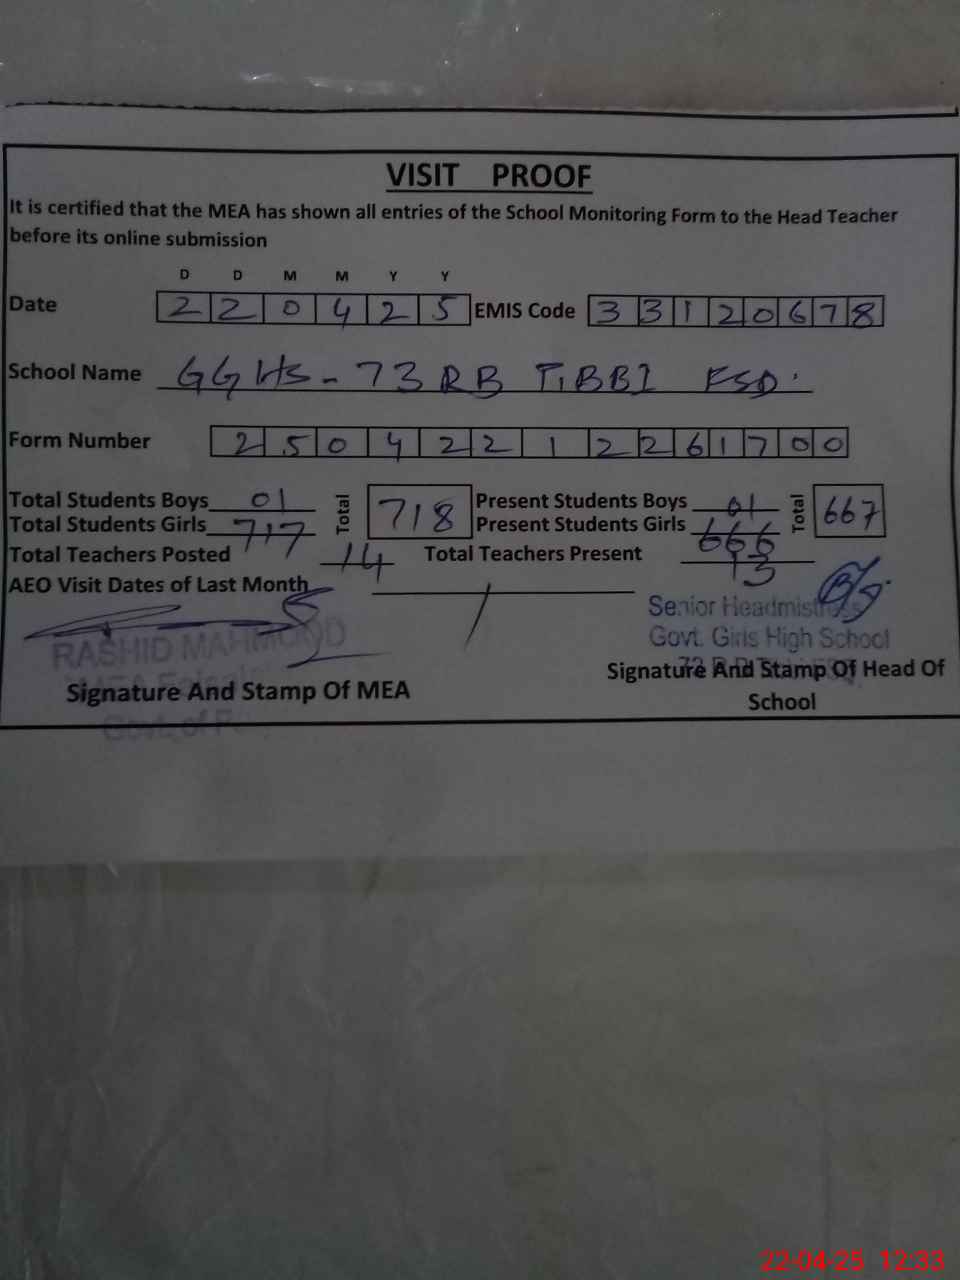 VISIT PROOF
It is certified that the MEA has shown all entries of the School Monitoring Form to the Head Teacher
before its online submission
D D M M Y Y
Date 2 2 0 4 2 5 EMIS Code 3 3 1 2 0 6 7 8
School Name GGHS - 73 RB TIBBI FSD.
Form Number 2 5 0 4 2 2 1 2 2 6 1 7 0 0
Total Students Boys 01 Total 718 Present Students Boys 01 Total 667
Total Students Girls 717 Present Students Girls 666
Total Teachers Posted 14 Total Teachers Present 13
AEO Visit Dates of Last Month /
Senior Headmistress
RASHID MAHMOOD Govt. Girls High School
Signature And Stamp Of MEA Signature And Stamp Of Head Of
School
Govt. of
22-04-25 12:33